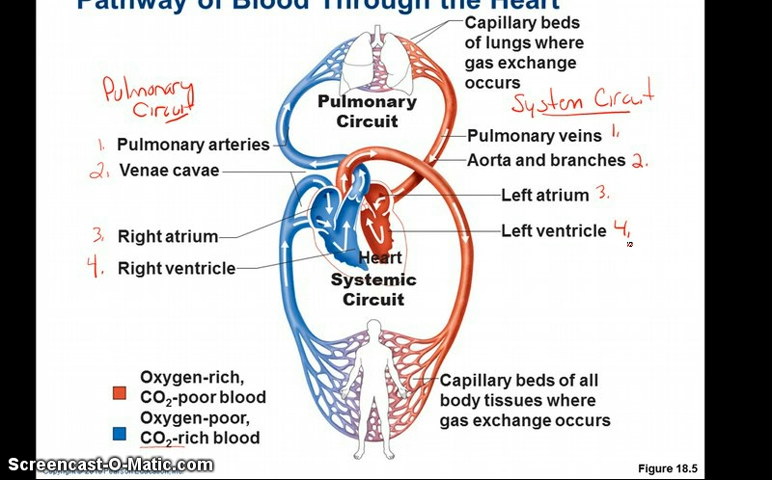 Pathway of Blood Through the Heart
Capillary beds
of lungs where
gas exchange
occurs
Pulmonary
Circuit
System Circuit
Pulmonary
Circuit
1. Pulmonary arteries
2. Venae cavae
3. Right atrium
4. Right ventricle
Pulmonary veins 1.
Aorta and branches 2.
Left atrium 3.
Left ventricle 4.
Heart
Systemic
Circuit
Oxygen-rich,
CO2-poor blood
Oxygen-poor,
CO2-rich blood
Capillary beds of all
body tissues where
gas exchange occurs
Screencast-O-Matic.com
Figure 18.5